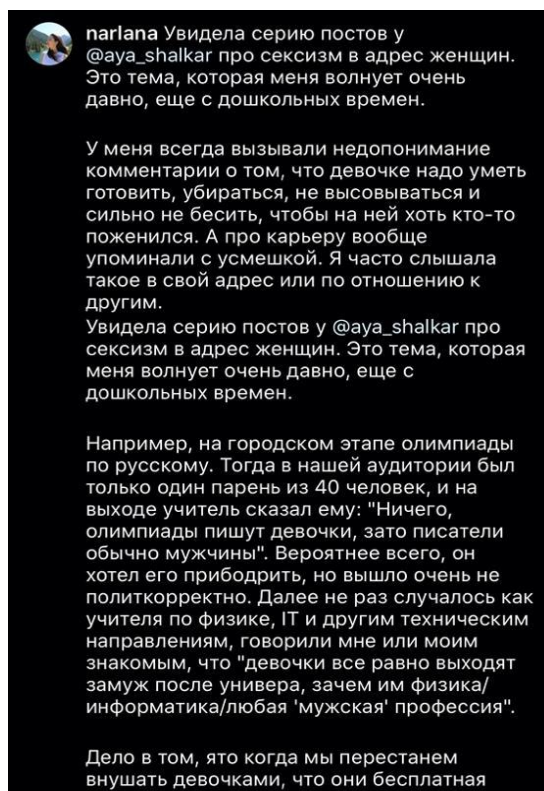 narlana Увидела серию постов у
@aya_shalkar про сексизм в адрес женщин.
Это тема, которая меня волнует очень
давно, еще с дошкольных времен.
У меня всегда вызывали недопонимание
комментарии о том, что девочке надо уметь
готовить, убираться, не высовываться и
сильно не бесить, чтобы на ней хоть кто-то
поженился. А про карьеру вообще
упоминали с усмешкой. Я часто слышала
такое в свой адрес или по отношению к
другим.
Увидела серию постов у @aya_shalkar про
сексизм в адрес женщин. Это тема, которая
меня волнует очень давно, еще с
дошкольных времен.
Например, на городском этапе олимпиады
по русскому. Тогда в нашей аудитории был
только один парень из 40 человек, и на
выходе учитель сказал ему: "Ничего,
олимпиады пишут девочки, зато писатели
обычно мужчины". Вероятнее всего, он
хотел его прибодрить, но вышло очень не
политкорректно. Далее не раз случалось как
учителя по физике, IT и другим техническим
направлениям, говорили мне или моим
знакомым, что "девочки все равно выходят
замуж после универа, зачем им физика/
информатика/любая 'мужская' профессия".
Дело в том, ято когда мы перестанем
внушать девочками, что они бесплатная